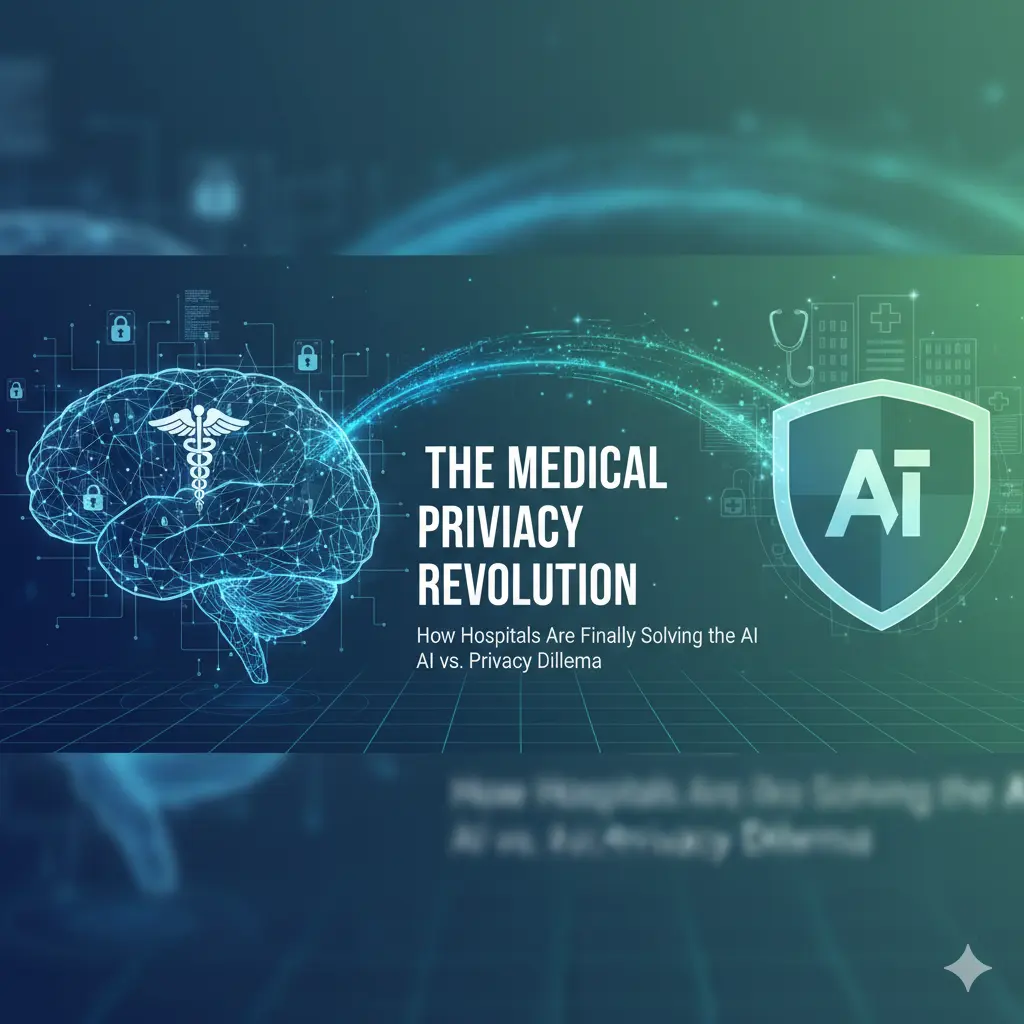 THE MEDICAL
PRIVIACY
REVOLUTION
How Hospitals Are Finally Solving the AI
AI vs. Privacy Dillema
AI